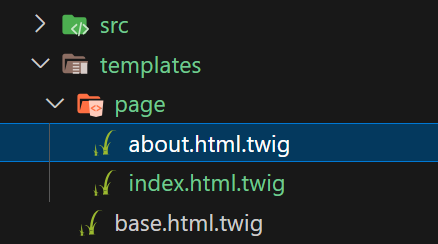 src
templates
page
about.html.twig
index.html.twig
base.html.twig